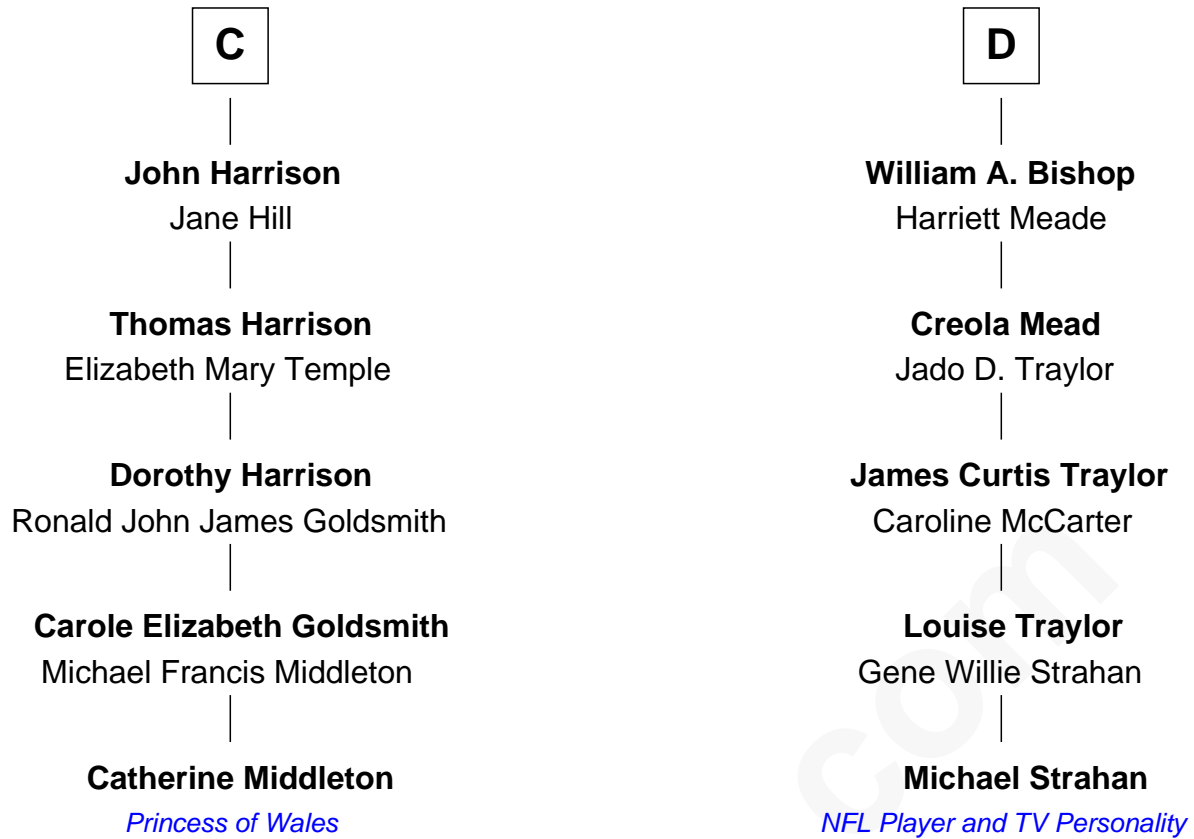 C
John Harrison
Jane Hill
Thomas Harrison
Elizabeth Mary Temple
Dorothy Harrison
Ronald John James Goldsmith
Carole Elizabeth Goldsmith
Michael Francis Middleton
Catherine Middleton
Princess of Wales
D
William A. Bishop
Harriett Meade
Creola Mead
Jado D. Traylor
James Curtis Traylor
Caroline McCarter
Louise Traylor
Gene Willie Strahan
Michael Strahan
NFL Player and TV Personality
com